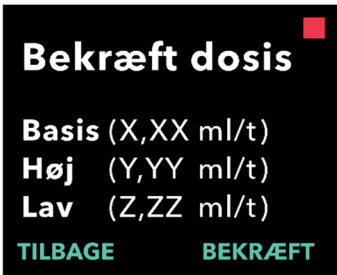 Bekræft dosis
Basis (X,XX ml/t)
Høj (Y,YY ml/t)
Lav (Z,ZZ ml/t)
TILBAGE BEKRÆFT